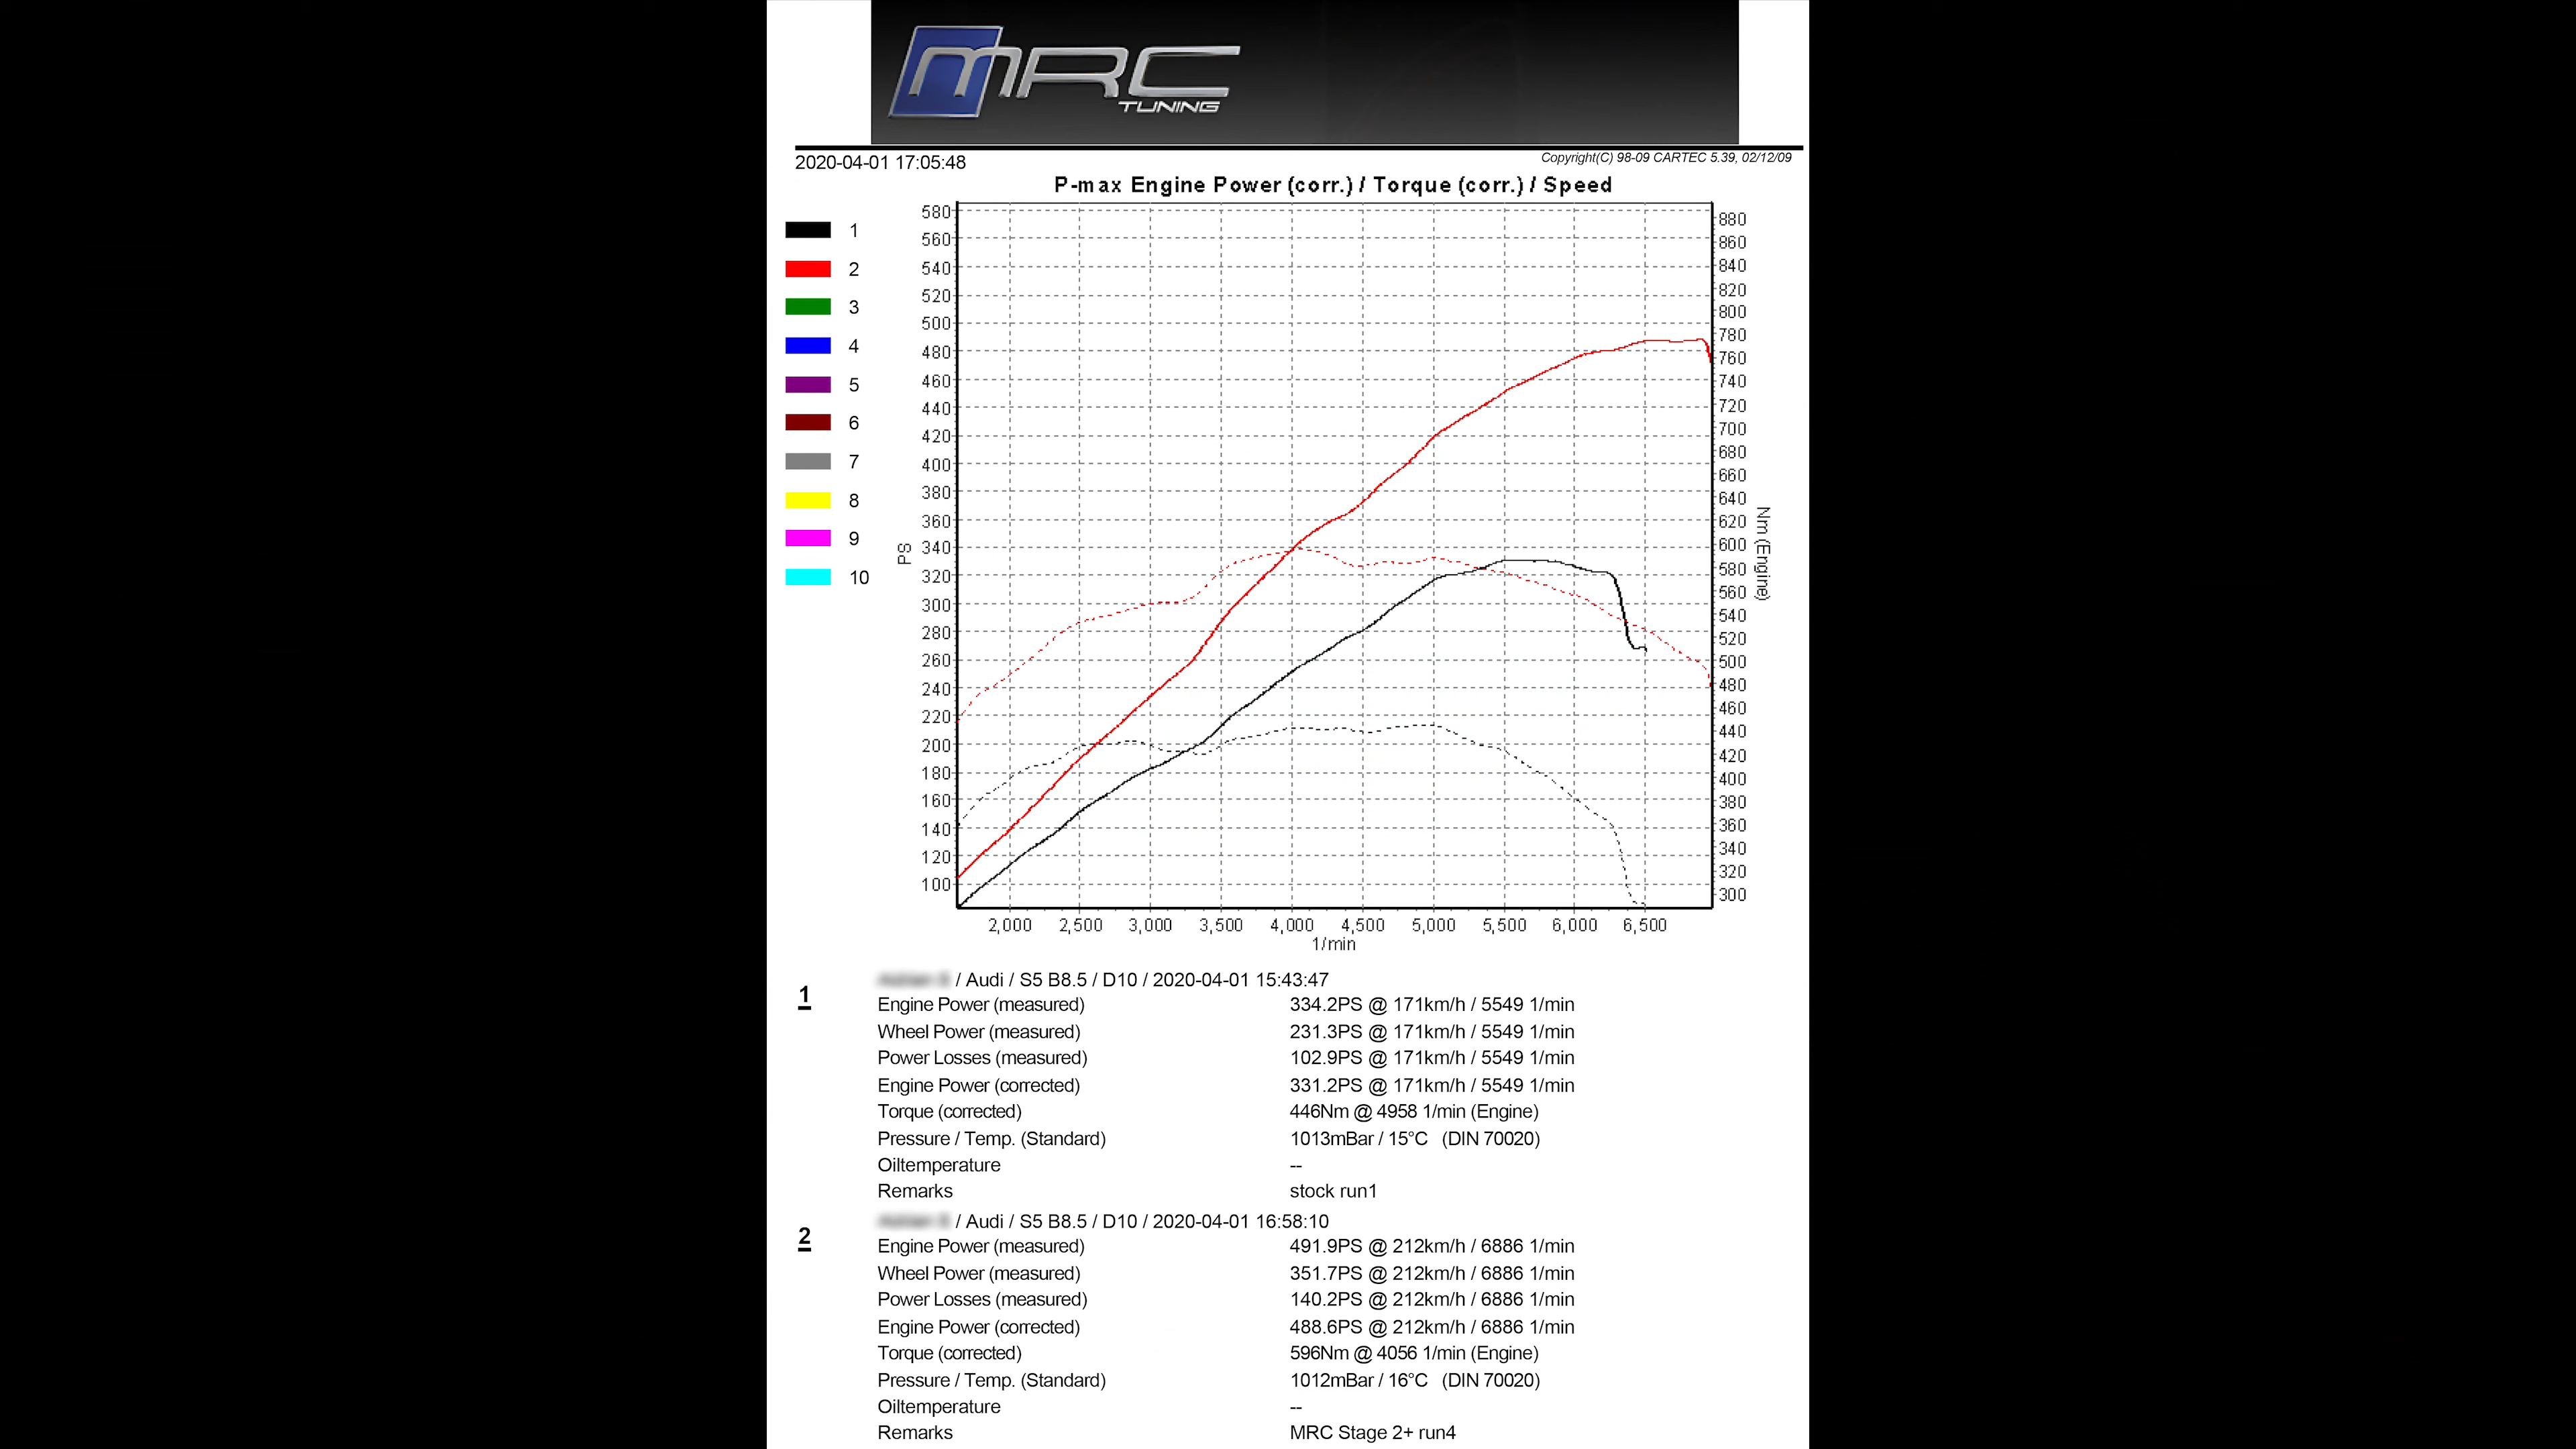 MRC
TUNING
2020-04-01 17:05:48
Copyright(C) 98-09 CARTEC 5.39, 02/12/09
P-max Engine Power (corr.) / Torque (corr.) / Speed
1
2
3
4
5
6
7
8
9
10
PS
580
560
540
520
500
480
460
440
420
400
380
360
340
320
300
280
260
240
220
200
180
160
140
120
100
880
860
840
820
800
780
760
740
720
700
680
660
640
620
600
580
560
540
520
500
480
460
440
420
400
380
360
340
320
300
Nm (Engine)
2,000 2,500 3,000 3,500 4,000 4,500 5,000 5,500 6,000 6,500
1/min
1
/ Audi / S5 B8.5 / D10 / 2020-04-01 15:43:47
Engine Power (measured) 334.2PS @ 171km/h / 5549 1/min
Wheel Power (measured) 231.3PS @ 171km/h / 5549 1/min
Power Losses (measured) 102.9PS @ 171km/h / 5549 1/min
Engine Power (corrected) 331.2PS @ 171km/h / 5549 1/min
Torque (corrected) 446Nm @ 4958 1/min (Engine)
Pressure / Temp. (Standard) 1013mBar / 15°C (DIN 70020)
Oiltemperature --
Remarks stock run1
2
/ Audi / S5 B8.5 / D10 / 2020-04-01 16:58:10
Engine Power (measured) 491.9PS @ 212km/h / 6886 1/min
Wheel Power (measured) 351.7PS @ 212km/h / 6886 1/min
Power Losses (measured) 140.2PS @ 212km/h / 6886 1/min
Engine Power (corrected) 488.6PS @ 212km/h / 6886 1/min
Torque (corrected) 596Nm @ 4056 1/min (Engine)
Pressure / Temp. (Standard) 1012mBar / 16°C (DIN 70020)
Oiltemperature --
Remarks MRC Stage 2+ run4